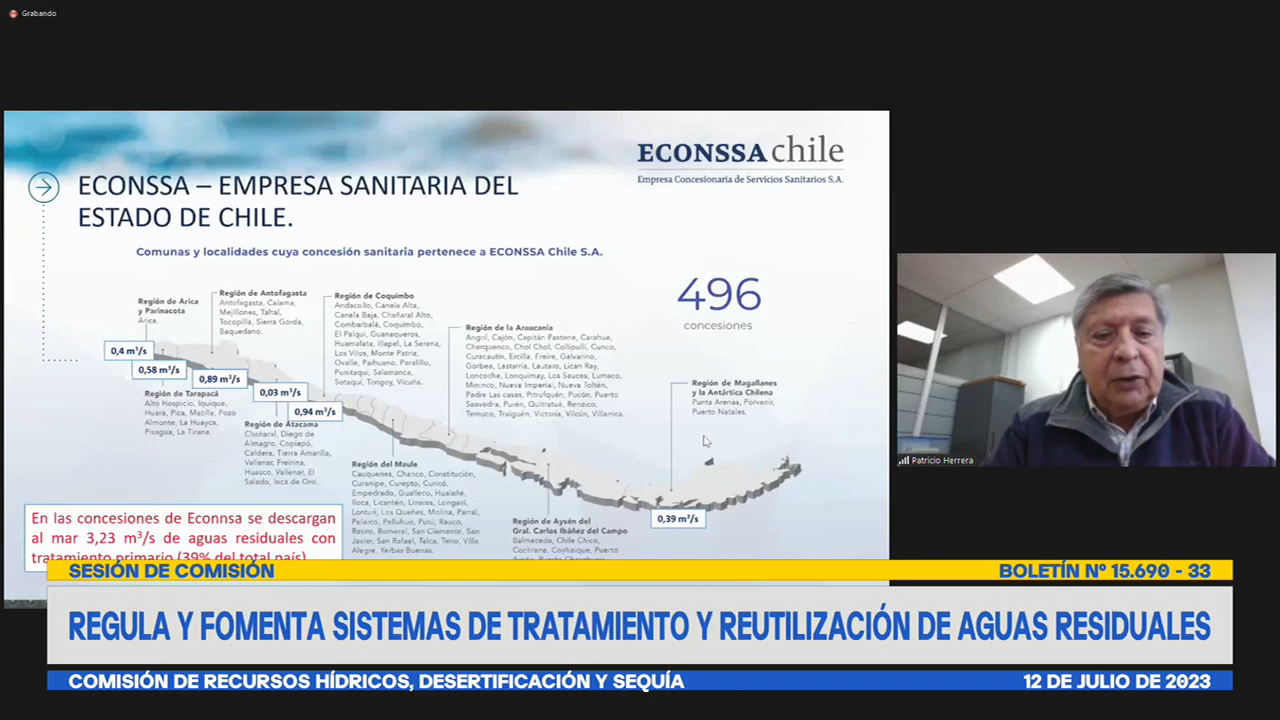 Grabando
ECONSSA chile
Empresa Concesionaria de Servicios Sanitarios S.A.
ECONSSA – EMPRESA SANITARIA DEL
ESTADO DE CHILE.
Comunas y localidades cuya concesión sanitaria pertenece a ECONSSA Chile S.A.
496
concesiones
Región de Arica
y Parinacota
Arica.
Región de Antofagasta
Antofagasta, Calama,
Mejillones, Taltal,
Tocopilla, Sierra Gorda,
Baquedano.
Región de Coquimbo
Andacollo, Canela Alta,
Canela Baja, Chañaral Alto,
Combarbalá, Coquimbo,
El Palqui, Guanaqueros,
Huamalata, Illapel, La Serena,
Los Vilos, Monte Patria,
Ovalle, Paihuano, Peralillo,
Punitaqui, Salamanca,
Sotaquí, Tongoy, Vicuña.
Región de la Araucanía
Angol, Cajón, Capitán Pastene, Carahue,
Cherquenco, Chol Chol, Collipulli, Cunco,
Curacautín, Ercilla, Freire, Galvarino,
Gorbea, Lastarria, Lautaro, Lican Ray,
Loncoche, Lonquimay, Los Sauces, Lumaco,
Mininco, Nueva Imperial, Nueva Toltén,
Padre Las casas, Pitrufquén, Pucón, Puerto
Saavedra, Purén, Quitratué, Renaico,
Temuco, Traiguén, Victoria, Vilcún, Villarrica.
Región de Magallanes
y la Antártica Chilena
Punta Arenas, Porvenir,
Puerto Natales.
0,4 m³/s
0,58 m³/s
0,89 m³/s
0,03 m³/s
0,94 m³/s
Región de Tarapacá
Alto Hospicio, Iquique,
Huara, Pica, Matilla, Pozo
Almonte, La Huayca,
Pisagua, La Tirana.
Región de Atacama
Chañaral, Diego de
Almagro, Copiapó,
Caldera, Tierra Amarilla,
Vallenar, Freirina,
Huasco, Vallenar, El
Salado, Inca de Oro.
Región del Maule
Cauquenes, Chanco, Constitución,
Curanipe, Curepto, Curicó,
Empedrado, Gualleco, Hualañé,
Iloca, Licantén, Linares, Longaví,
Lontué, Los Queñes, Molina, Parral,
Pelarco, Pelluhue, Putú, Rauco,
Retiro, Romeral, San Clemente, San
Javier, San Rafael, Talca, Teno, Villa
Alegre, Yerbas Buenas.
Región de Aysén del
Gral. Carlos Ibáñez del Campo
Balmaceda, Chile Chico,
Cochrane, Coyhaique, Puerto
0,39 m³/s
En las concesiones de Econnsa se descargan
al mar 3,23 m³/s de aguas residuales con
tratamiento primario (39% del total país)
Patricio Herrera
SESIÓN DE COMISIÓN
BOLETÍN N° 15.690 - 33
REGULA Y FOMENTA SISTEMAS DE TRATAMIENTO Y REUTILIZACIÓN DE AGUAS RESIDUALES
COMISIÓN DE RECURSOS HÍDRICOS, DESERTIFICACIÓN Y SEQUÍA
12 DE JULIO DE 2023